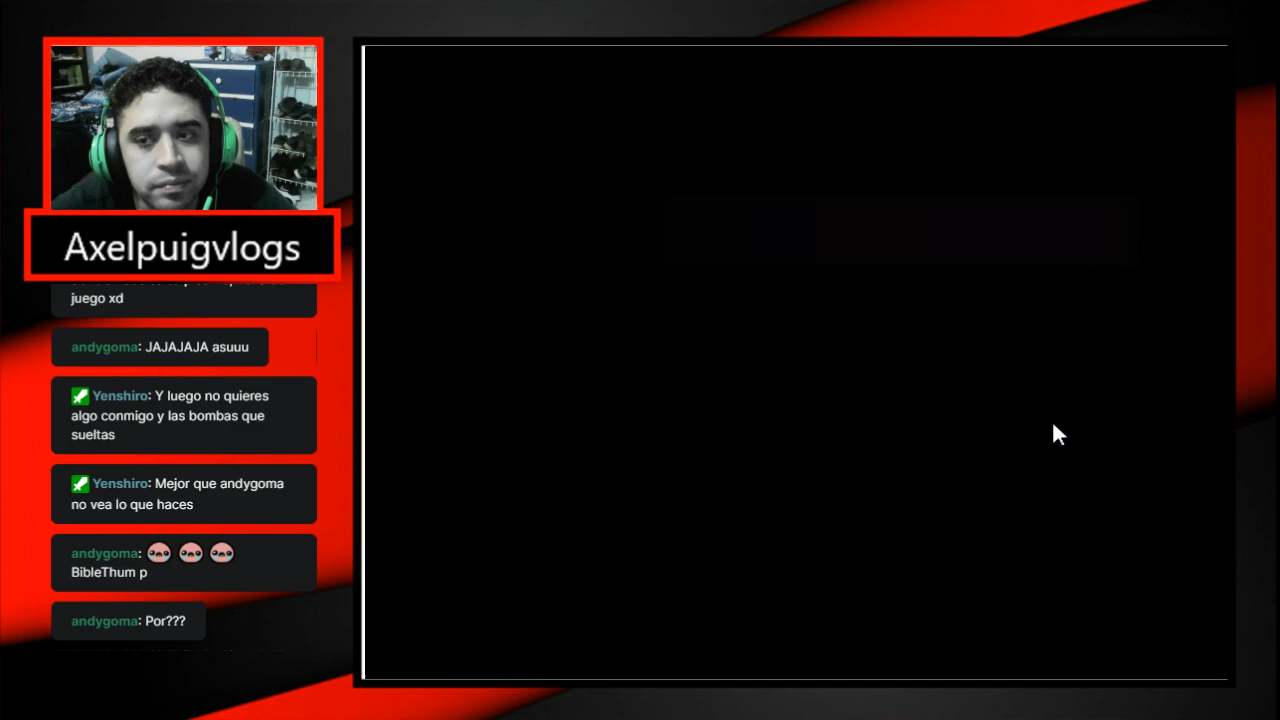 Axelpuigvlogs
juego xd
andygoma: JAJAJAJA asuuu
Yenshiro: Y luego no quieres
algo conmigo y las bombas que
sueltas
Yenshiro: Mejor que andygoma
no vea lo que haces
andygoma:
BibleThum p
andygoma: Por???